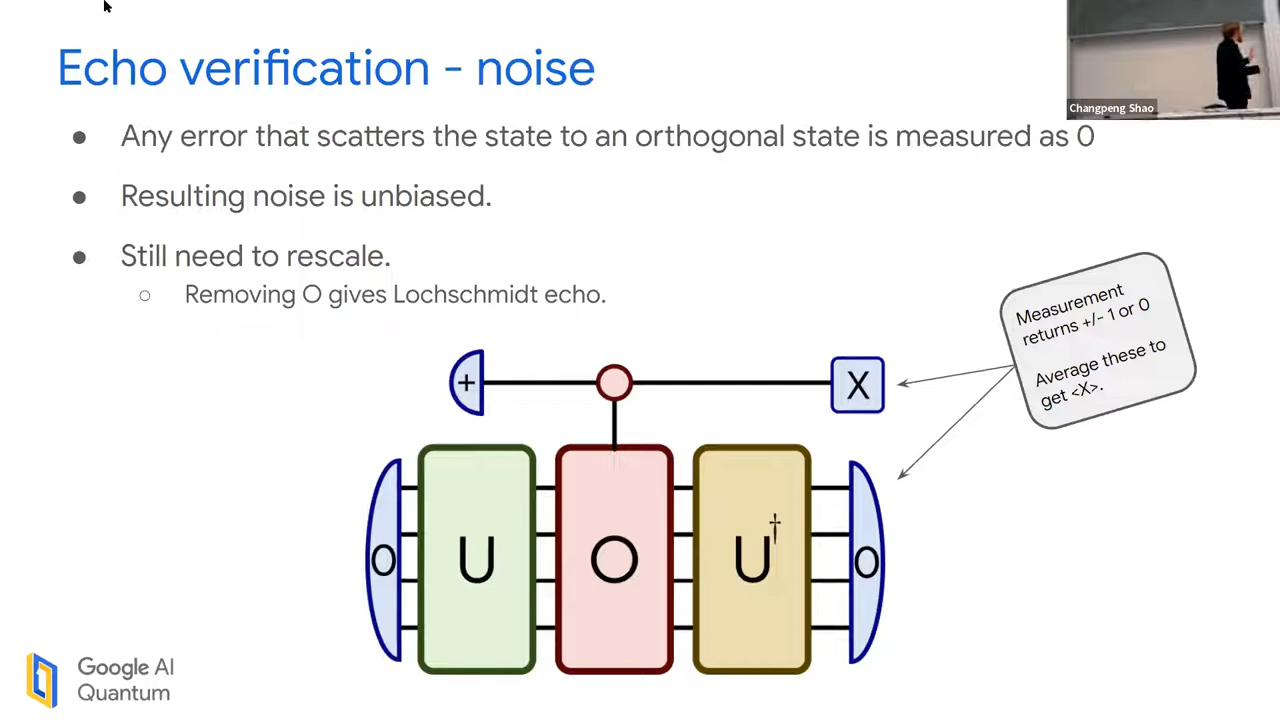 Echo verification - noise
Changpeng Shao
● Any error that scatters the state to an orthogonal state is measured as 0
● Resulting noise is unbiased.
● Still need to rescale.
○ Removing O gives Lochschmidt echo.
Measurement
returns +/- 1 or 0
Average these to
get <X>.
+
X
0
U
O
U†
0
Google AI
Quantum